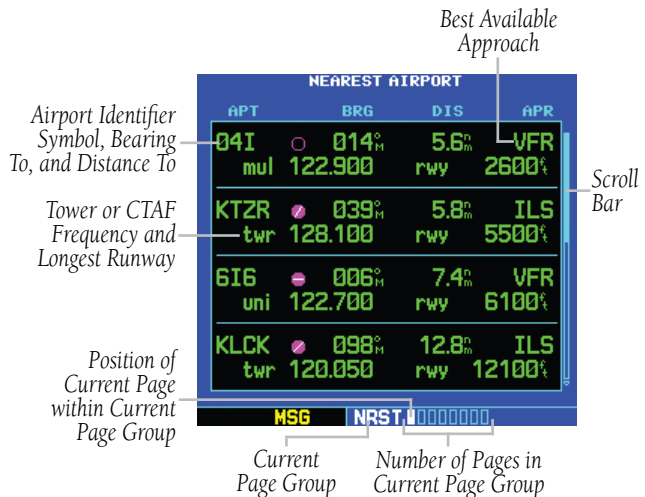 Best Available
Approach
NEAREST AIRPORT
APT BRG DIS APR
Airport Identifier
Symbol, Bearing
To, and Distance To
04I 014°M 5.6nm VFR
mul 122.900 rwy 2600ft
Scroll
Bar
Tower or CTAF
Frequency and
Longest Runway
KTZR 039°M 5.8nm ILS
twr 128.100 rwy 5500ft
6I6 006°M 7.4nm VFR
uni 122.700 rwy 6100ft
KLCK 098°M 12.8nm ILS
twr 120.050 rwy 12100ft
Position of
Current Page
within Current
Page Group
MSG NRST
Current
Page Group
Number of Pages in
Current Page Group